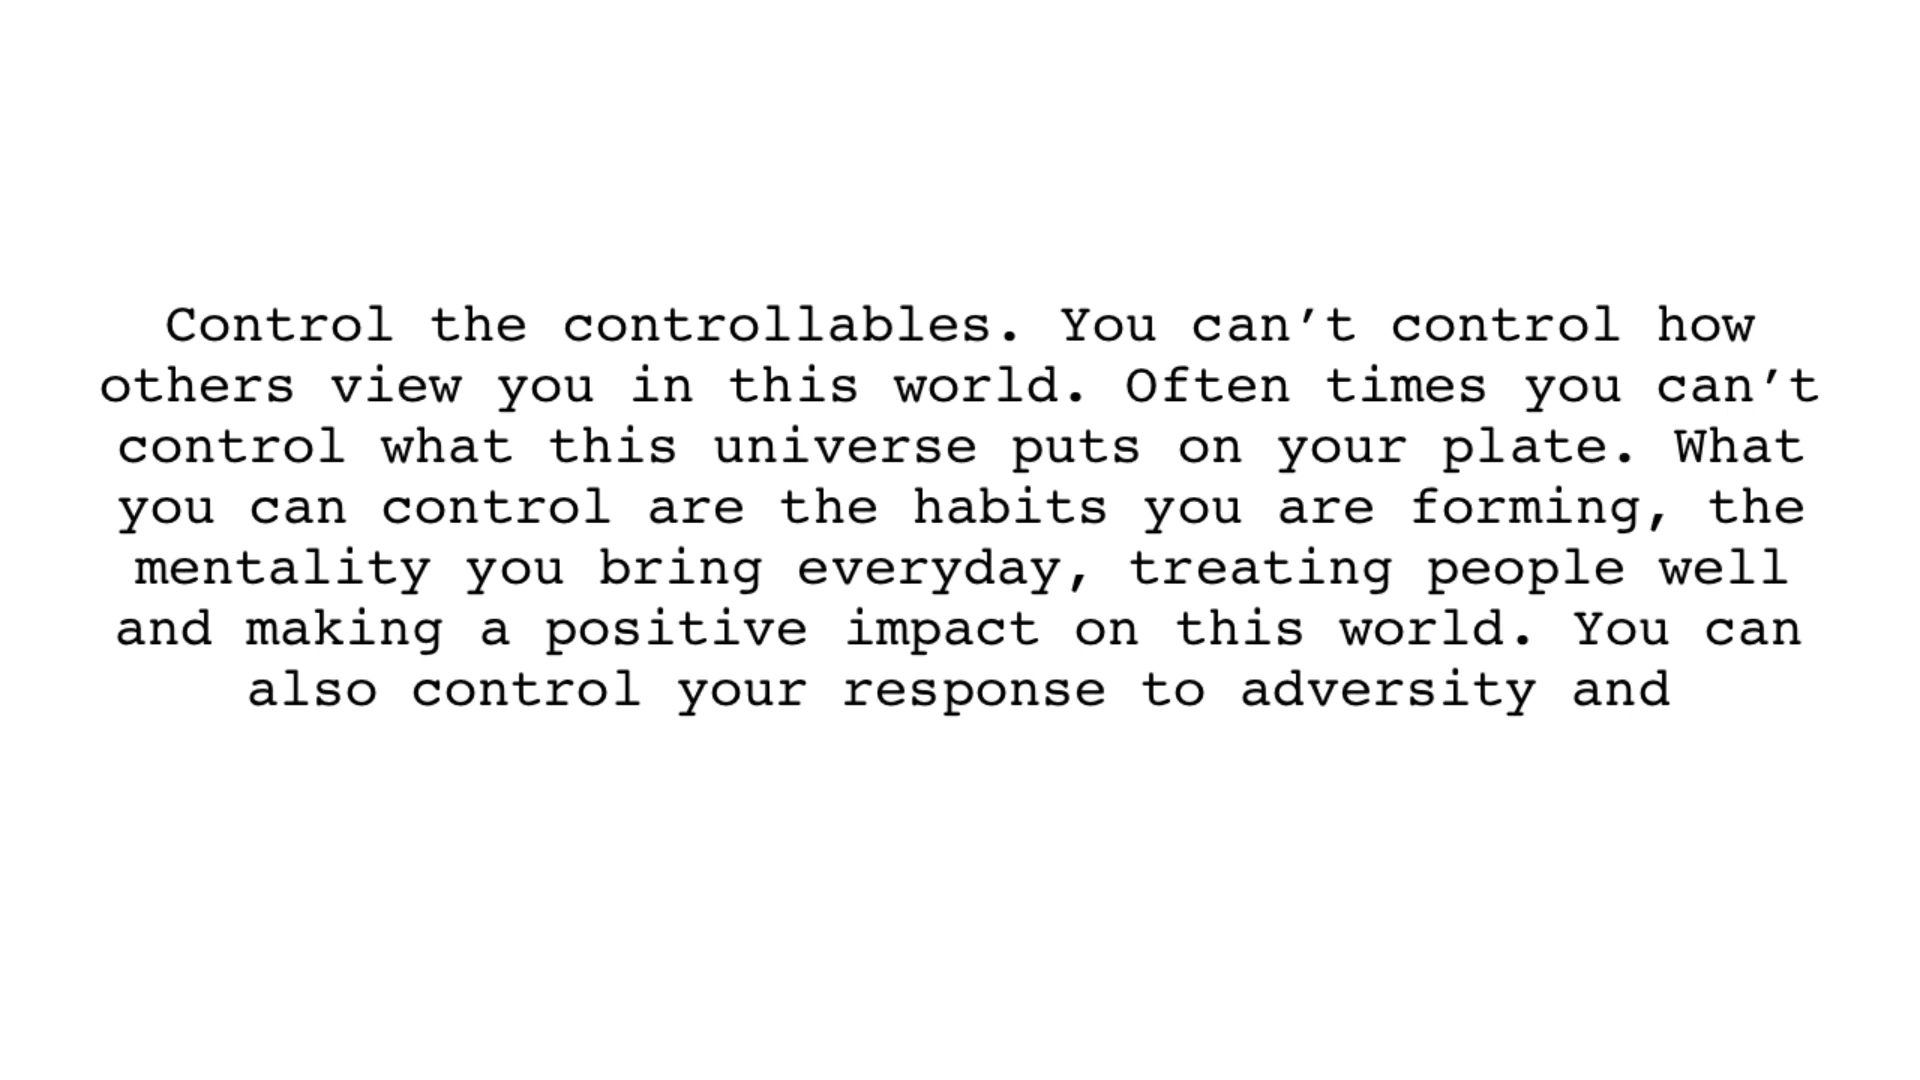 Control the controllables. You can’t control how
others view you in this world. Often times you can’t
control what this universe puts on your plate. What
you can control are the habits you are forming, the
mentality you bring everyday, treating people well
and making a positive impact on this world. You can
also control your response to adversity and